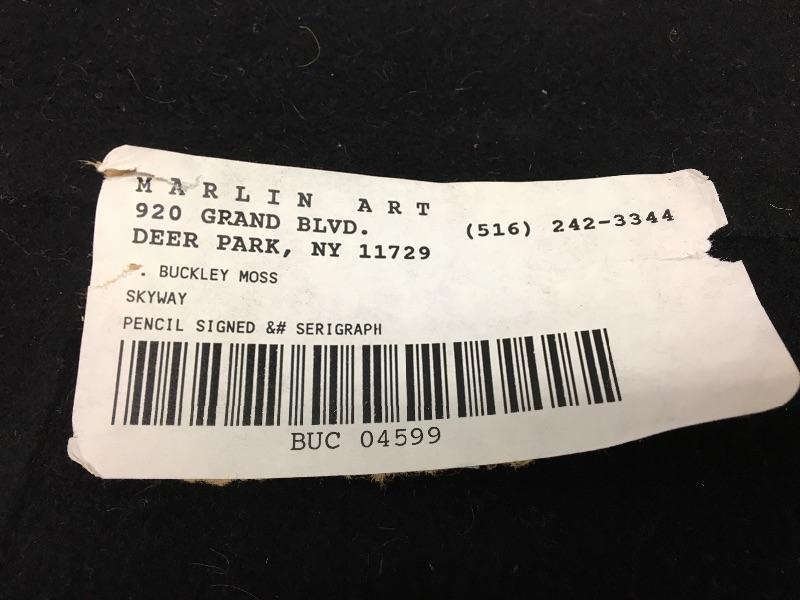 MARLIN ART
920 GRAND BLVD. (516) 242-3344
DEER PARK, NY 11729
. BUCKLEY MOSS
SKYWAY
PENCIL SIGNED &# SERIGRAPH
BUC 04599